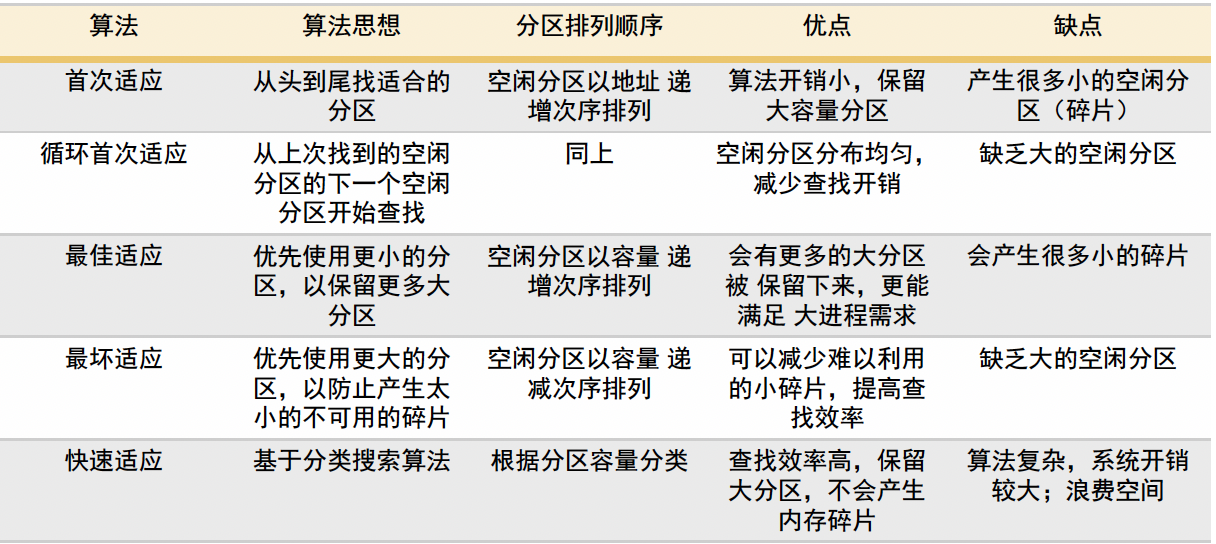 算法 算法思想 分区排列顺序 优点 缺点
首次适应 从头到尾找适合的 空闲分区以地址 递 算法开销小，保留 产生很多小的空闲分
分区 增次序排列 大容量分区 区（碎片）
循环首次适应 从上次找到的空闲 同上 空闲分区分布均匀， 缺乏大的空闲分区
分区的下一个空闲 减少查找开销
分区开始查找
最佳适应 优先使用更小的分 空闲分区以容量 递 会有更多的大分区 会产生很多小的碎片
区，以保留更多大 增次序排列 被 保留下来，更能
分区 满足 大进程需求
最坏适应 优先使用更大的分 空闲分区以容量 递 可以减少难以利用 缺乏大的空闲分区
区，以防止产生太 减次序排列 的小碎片，提高查
小的不可用的碎片 找效率
快速适应 基于分类搜索算法 根据分区容量分类 查找效率高，保留 算法复杂，系统开销
大分区，不会产生 较大；浪费空间
内存碎片